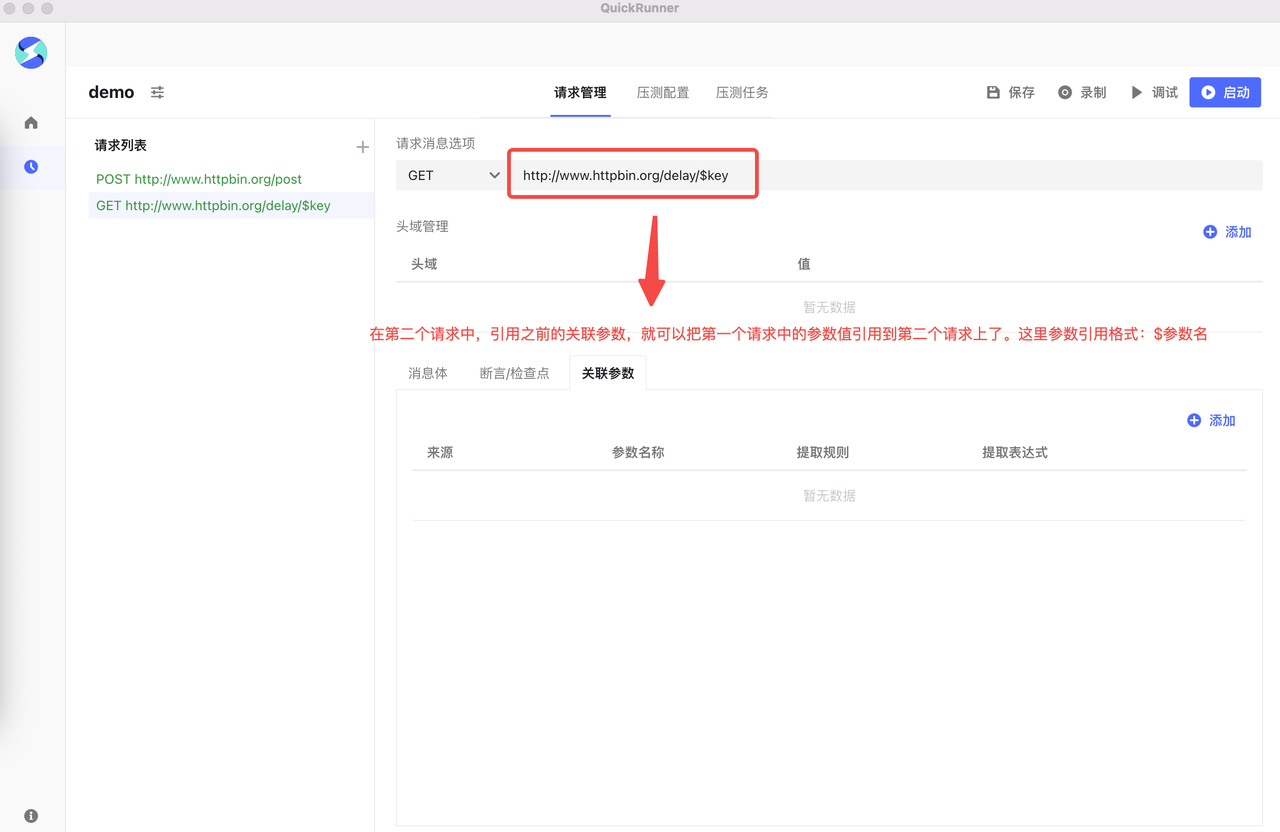 QuickRunner
demo
请求管理 压测配置 压测任务
保存 录制 调试 启动
请求列表
POST http://www.httpbin.org/post
GET http://www.httpbin.org/delay/$key
请求消息选项
GET http://www.httpbin.org/delay/$key
头域管理
添加
头域 值
暂无数据
在第二个请求中，引用之前的关联参数，就可以把第一个请求中的参数值引用到第二个请求上了。这里参数引用格式：$参数名
消息体 断言/检查点 关联参数
添加
来源 参数名称 提取规则 提取表达式
暂无数据